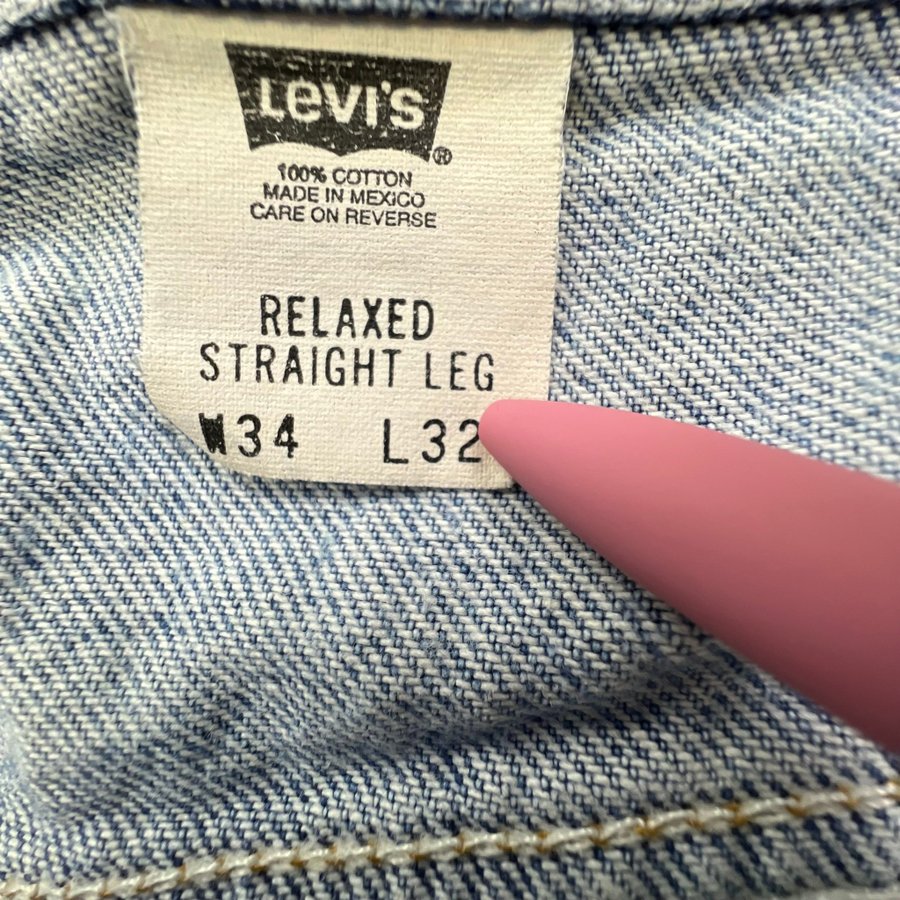 Levi's ®
100% COTTON
MADE IN MEXICO
CARE ON REVERSE
RELAXED
STRAIGHT LEG
W34 L32